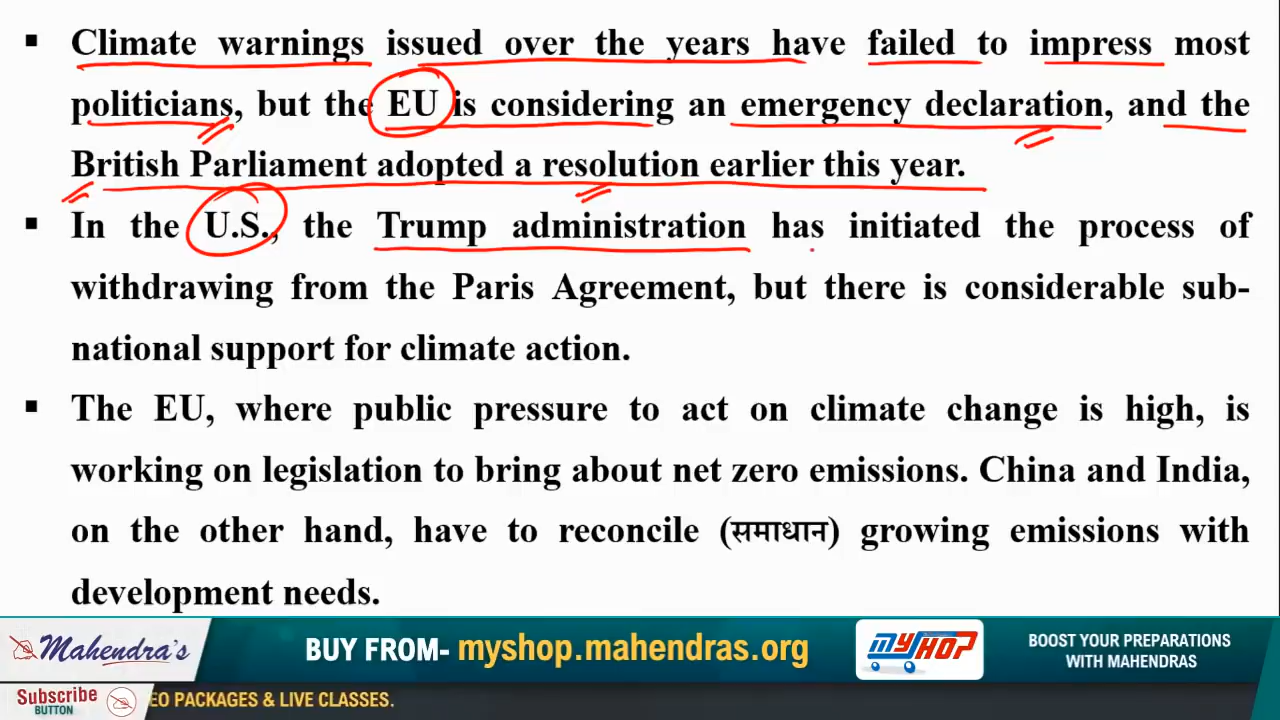 ▪ Climate warnings issued over the years have failed to impress most
politicians, but the EU is considering an emergency declaration, and the
British Parliament adopted a resolution earlier this year.
▪ In the U.S., the Trump administration has initiated the process of
withdrawing from the Paris Agreement, but there is considerable sub-
national support for climate action.
▪ The EU, where public pressure to act on climate change is high, is
working on legislation to bring about net zero emissions. China and India,
on the other hand, have to reconcile (समाधान) growing emissions with
development needs.
Mahendra's
BUY FROM- myshop.mahendras.org
MYSHOP
BOOST YOUR PREPARATIONS
WITH MAHENDRAS
Subscribe
BUTTON
EO PACKAGES & LIVE CLASSES.